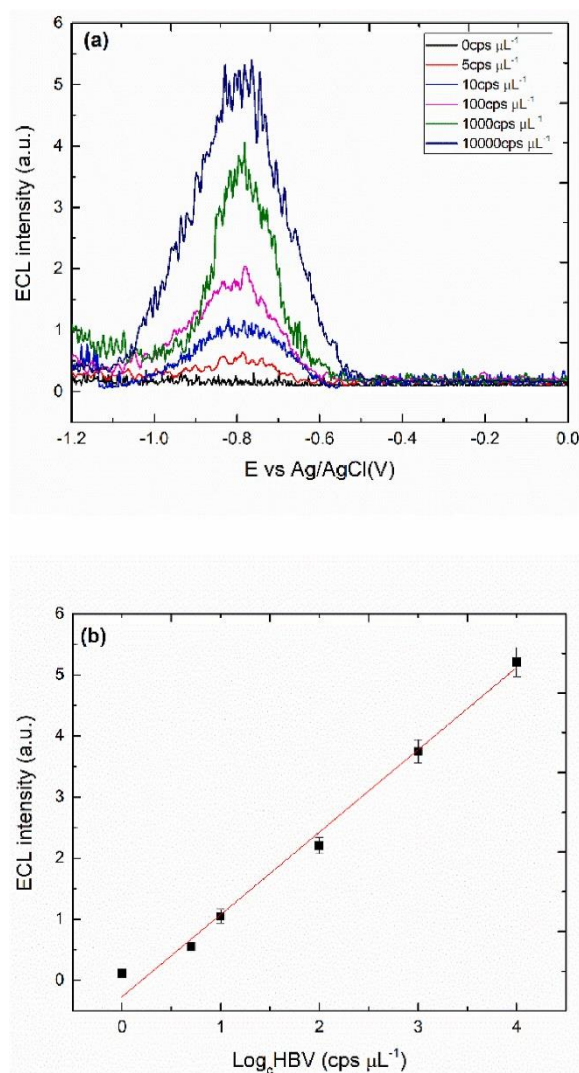 (a)
0cps μL⁻¹
5cps μL⁻¹
10cps μL⁻¹
100cps μL⁻¹
1000cps μL⁻¹
10000cps μL⁻¹
6
5
4
3
2
1
0
ECL intensity (a.u.)
-1.2 -1.0 -0.8 -0.6 -0.4 -0.2 0.0
E vs Ag/AgCl(V)
(b)
6
5
4
3
2
1
0
ECL intensity (a.u.)
0 1 2 3 4
Log꜀HBV (cps μL⁻¹)